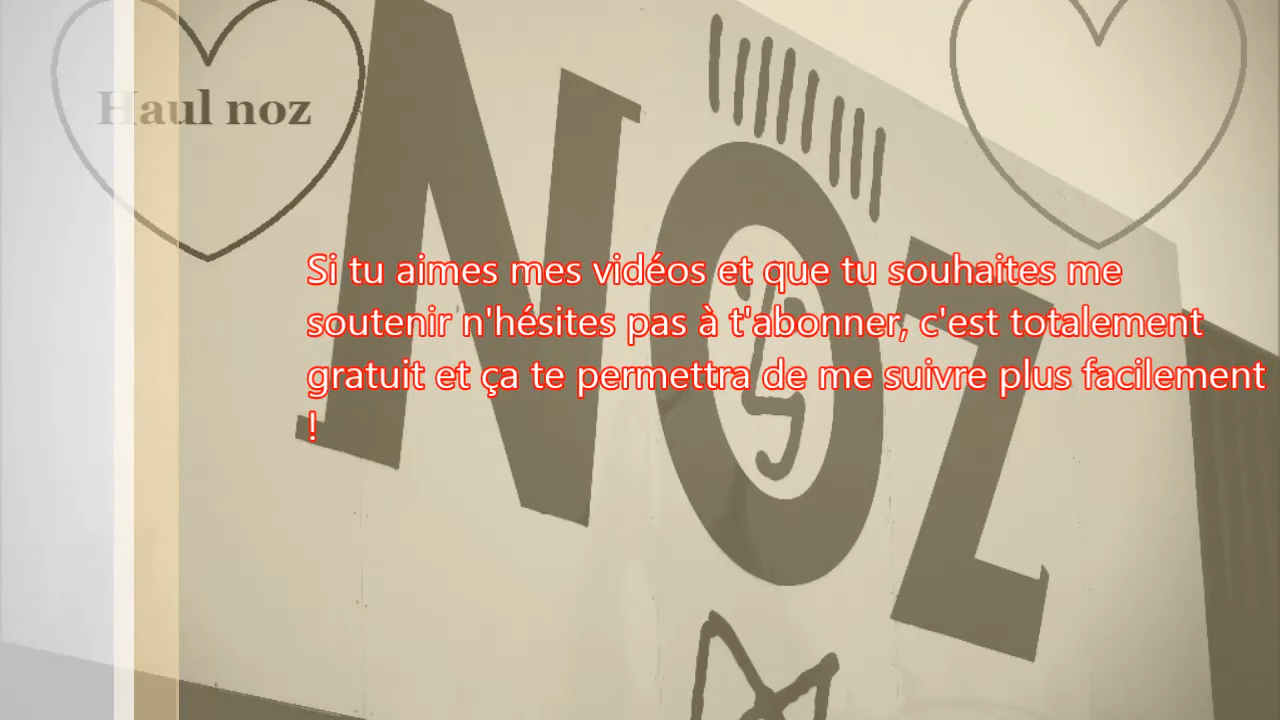 Haul noz
NOZ
Si tu aimes mes vidéos et que tu souhaites me
soutenir n'hésites pas à t'abonner, c'est totalement
gratuit et ça te permettra de me suivre plus facilement
!